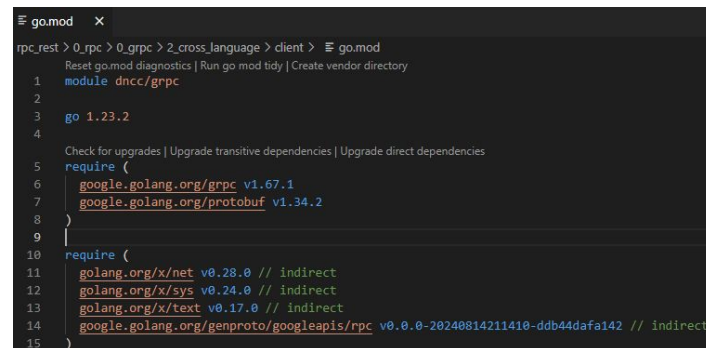 go.mod ×
rpc_rest > 0_rpc > 0_grpc > 2_cross_language > client > go.mod
Reset go.mod diagnostics | Run go mod tidy | Create vendor directory
1 module dncc/grpc
2
3 go 1.23.2
4
Check for upgrades | Upgrade transitive dependencies | Upgrade direct dependencies
5 require (
6 google.golang.org/grpc v1.67.1
7 google.golang.org/protobuf v1.34.2
8 )
9
10 require (
11 golang.org/x/net v0.28.0 // indirect
12 golang.org/x/sys v0.24.0 // indirect
13 golang.org/x/text v0.17.0 // indirect
14 google.golang.org/genproto/googleapis/rpc v0.0.0-20240814211410-ddb44dafa142 // indirect
15 )